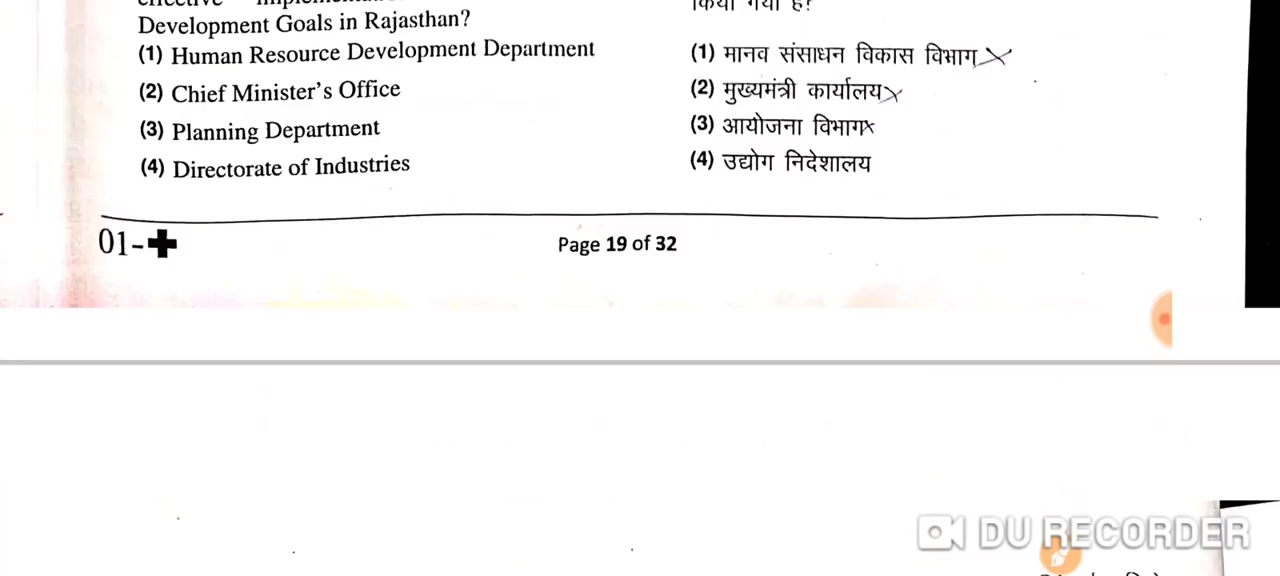 Development Goals in Rajasthan?
(1) Human Resource Development Department
(2) Chief Minister's Office
(3) Planning Department
(4) Directorate of Industries
किया गया है?
(1) मानव संसाधन विकास विभाग
(2) मुख्यमंत्री कार्यालय
(3) आयोजना विभाग
(4) उद्योग निदेशालय
01-✚
Page 19 of 32
DU RECORDER